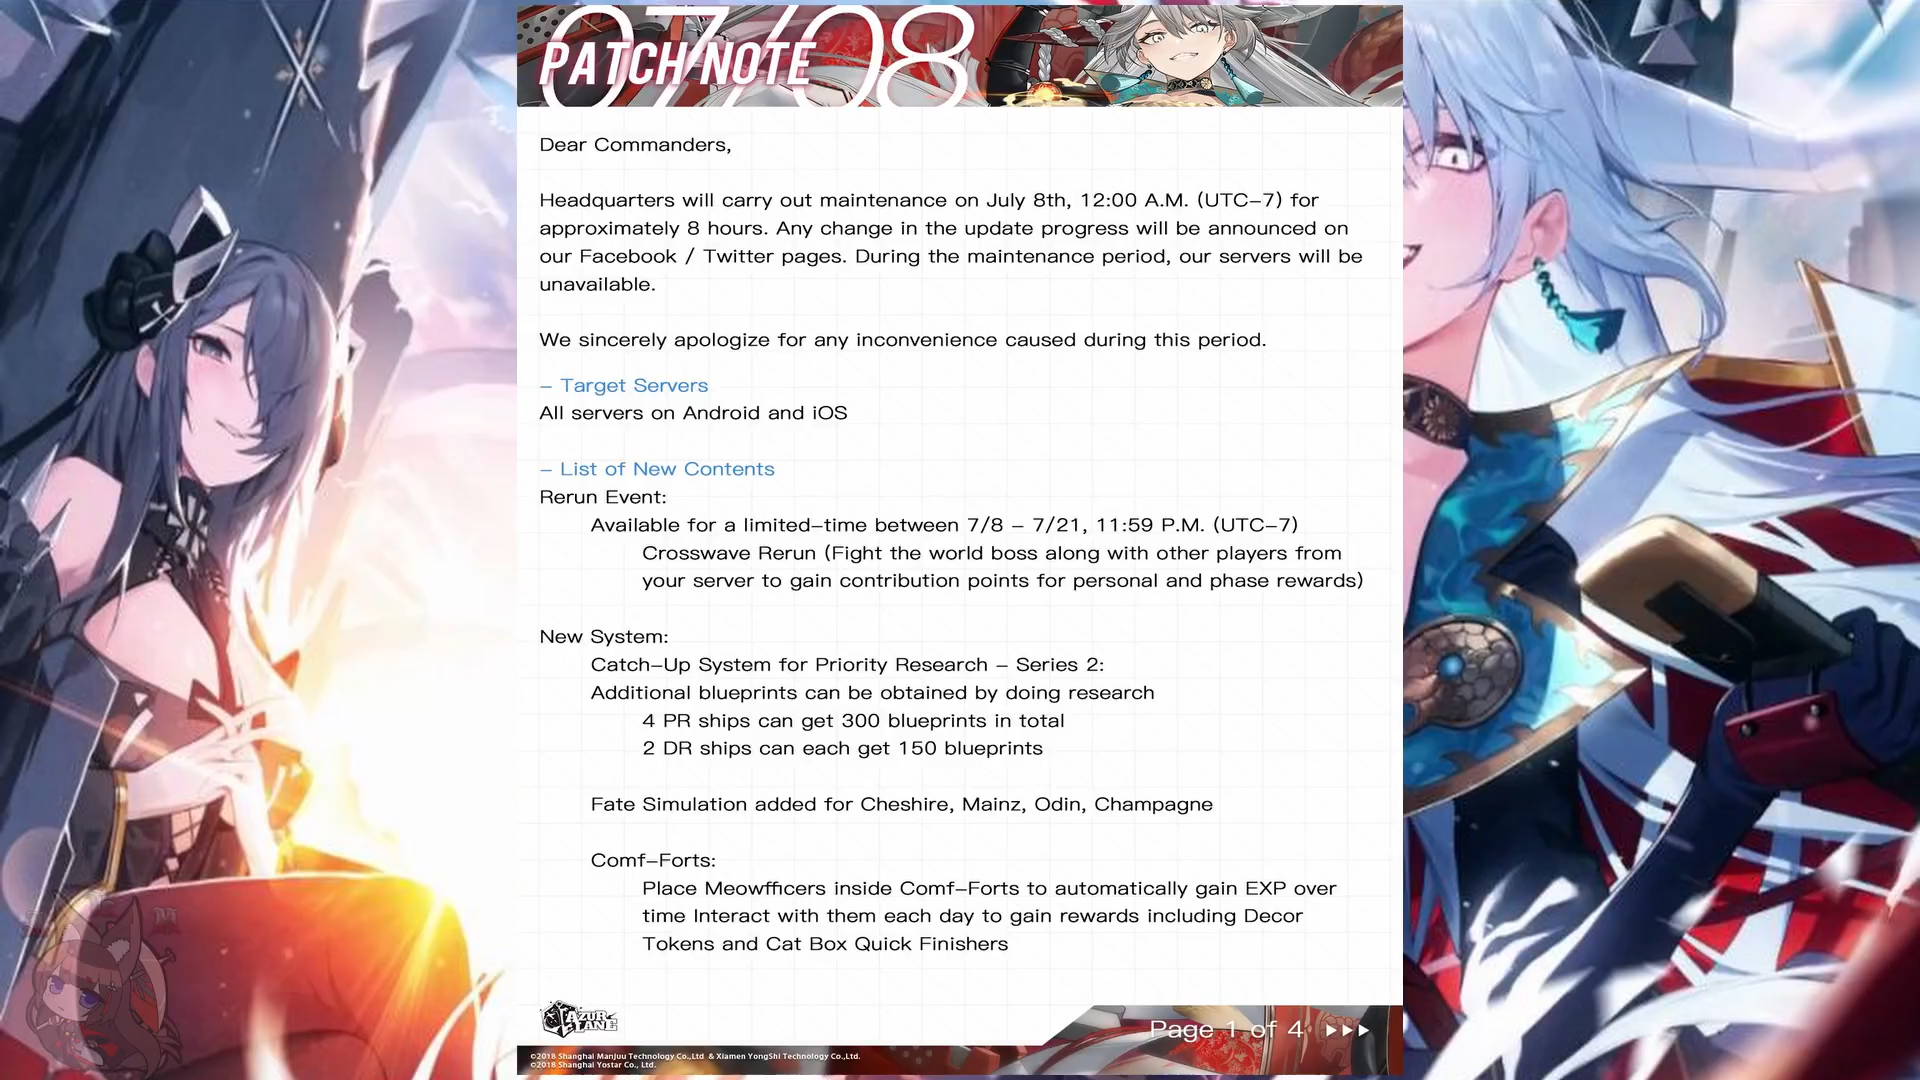 07/08
PATCH NOTE
Dear Commanders,
Headquarters will carry out maintenance on July 8th, 12:00 A.M. (UTC-7) for
approximately 8 hours. Any change in the update progress will be announced on
our Facebook / Twitter pages. During the maintenance period, our servers will be
unavailable.
We sincerely apologize for any inconvenience caused during this period.
- Target Servers
All servers on Android and iOS
- List of New Contents
Rerun Event:
Available for a limited-time between 7/8 - 7/21, 11:59 P.M. (UTC-7)
Crosswave Rerun (Fight the world boss along with other players from
your server to gain contribution points for personal and phase rewards)
New System:
Catch-Up System for Priority Research - Series 2:
Additional blueprints can be obtained by doing research
4 PR ships can get 300 blueprints in total
2 DR ships can each get 150 blueprints
Fate Simulation added for Cheshire, Mainz, Odin, Champagne
Comf-Forts:
Place Meowfficers inside Comf-Forts to automatically gain EXP over
time Interact with them each day to gain rewards including Decor
Tokens and Cat Box Quick Finishers
AZUR
LANE
Page 1 of 4
©2018 Shanghai Manjuu Technology Co.,Ltd & Xiamen YongShi Technology Co.,Ltd.
©2018 Shanghai Yostar Co., Ltd.